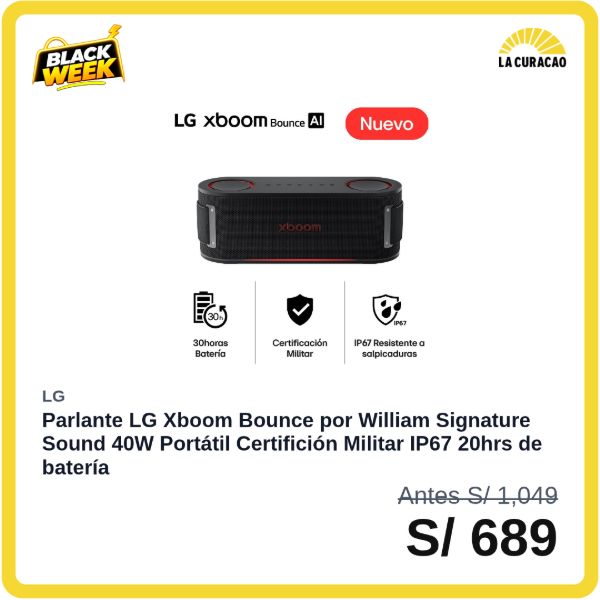 BLACK
WEEK
LA CURACAO
LG xboom Bounce AI
Nuevo
xboom
30h
IP67
30horas
Batería
Certificación
Militar
IP67 Resistente a
salpicaduras
LG
Parlante LG Xboom Bounce por William Signature
Sound 40W Portátil Certifición Militar IP67 20hrs de
batería
Antes S/ 1,049
S/ 689